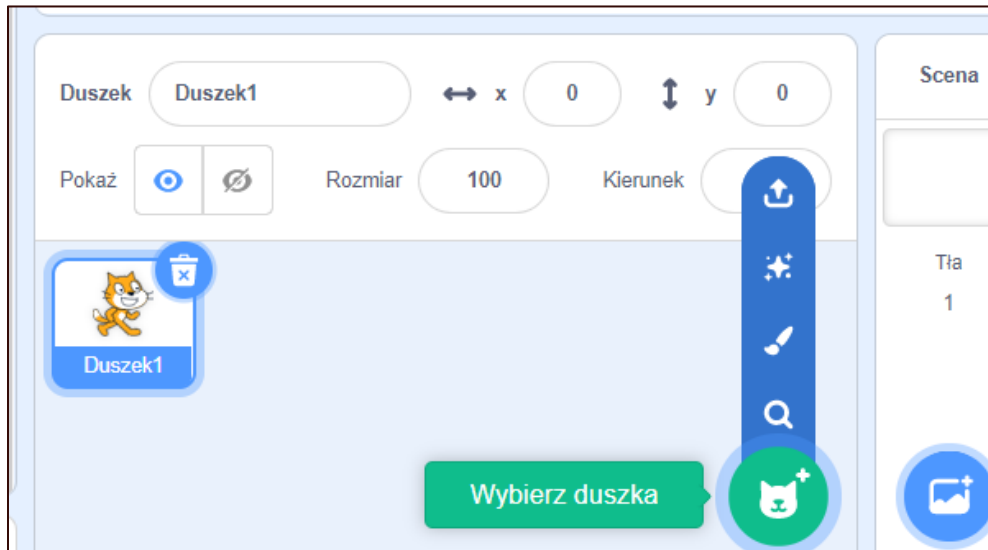 Duszek Duszek1 x 0 y 0
Scena
Pokaż Rozmiar 100 Kierunek
Tła
1
Duszek1
Wybierz duszka